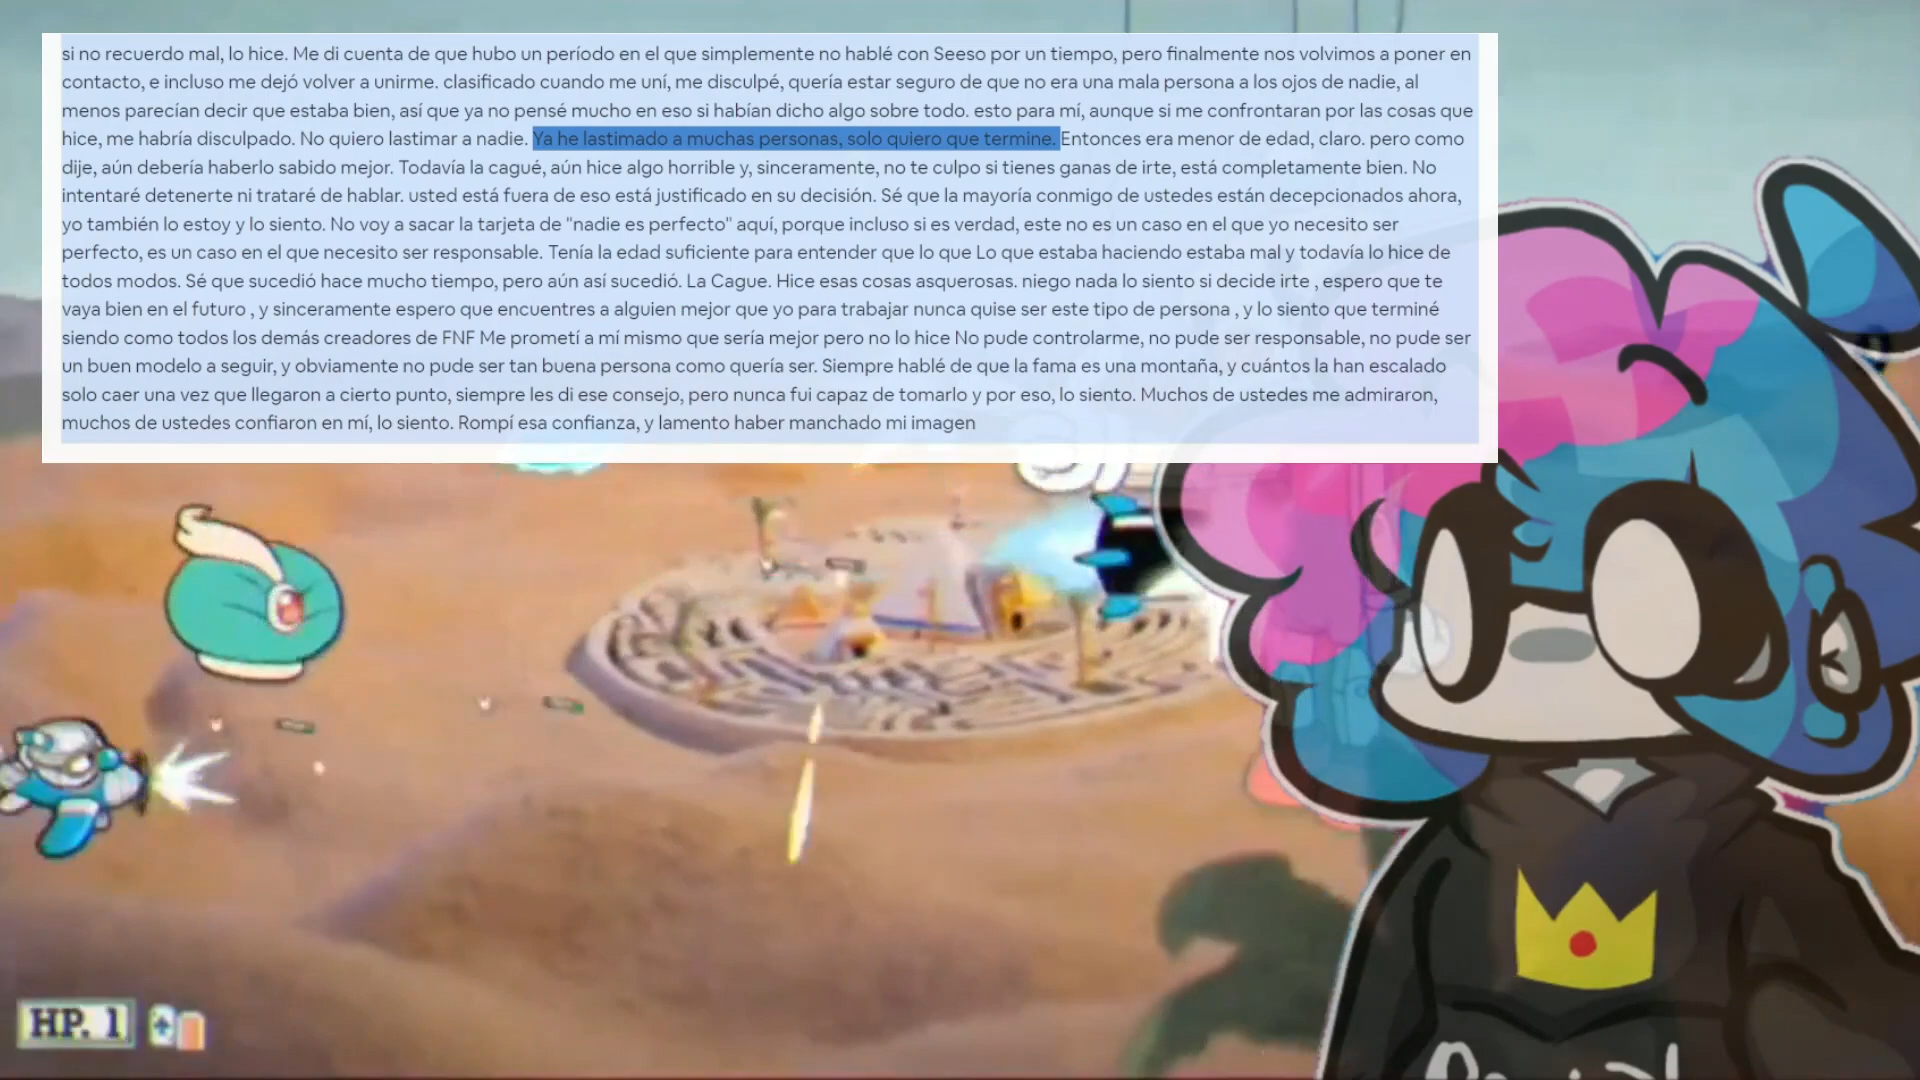 si no recuerdo mal, lo hice. Me di cuenta de que hubo un período en el que simplemente no hablé con Seeso por un tiempo, pero finalmente nos volvimos a poner en
contacto, e incluso me dejó volver a unirme. clasificado cuando me uní, me disculpé, quería estar seguro de que no era una mala persona a los ojos de nadie, al
menos parecían decir que estaba bien, así que ya no pensé mucho en eso si habían dicho algo sobre todo. esto para mí, aunque si me confrontaran por las cosas que
hice, me habría disculpado. No quiero lastimar a nadie. Ya he lastimado a muchas personas, solo quiero que termine. Entonces era menor de edad, claro. pero como
dije, aún debería haberlo sabido mejor. Todavía la cagué, aún hice algo horrible y, sinceramente, no te culpo si tienes ganas de irte, está completamente bien. No
intentaré detenerte ni trataré de hablar. usted está fuera de eso está justificado en su decisión. Sé que la mayoría conmigo de ustedes están decepcionados ahora,
yo también lo estoy y lo siento. No voy a sacar la tarjeta de "nadie es perfecto" aquí, porque incluso si es verdad, este no es un caso en el que yo necesito ser
perfecto, es un caso en el que necesito ser responsable. Tenía la edad suficiente para entender que lo que Lo que estaba haciendo estaba mal y todavía lo hice de
todos modos. Sé que sucedió hace mucho tiempo, pero aún así sucedió. La Cague. Hice esas cosas asquerosas. niego nada lo siento si decide irte , espero que te
vaya bien en el futuro , y sinceramente espero que encuentres a alguien mejor que yo para trabajar nunca quise ser este tipo de persona , y lo siento que terminé
siendo como todos los demás creadores de FNF Me prometí a mí mismo que sería mejor pero no lo hice No pude controlarme, no pude ser responsable, no pude ser
un buen modelo a seguir, y obviamente no pude ser tan buena persona como quería ser. Siempre hablé de que la fama es una montaña, y cuántos la han escalado
solo caer una vez que llegaron a cierto punto, siempre les di ese consejo, pero nunca fui capaz de tomarlo y por eso, lo siento. Muchos de ustedes me admiraron,
muchos de ustedes confiaron en mí, lo siento. Rompí esa confianza, y lamento haber manchado mi imagen
HP. 1